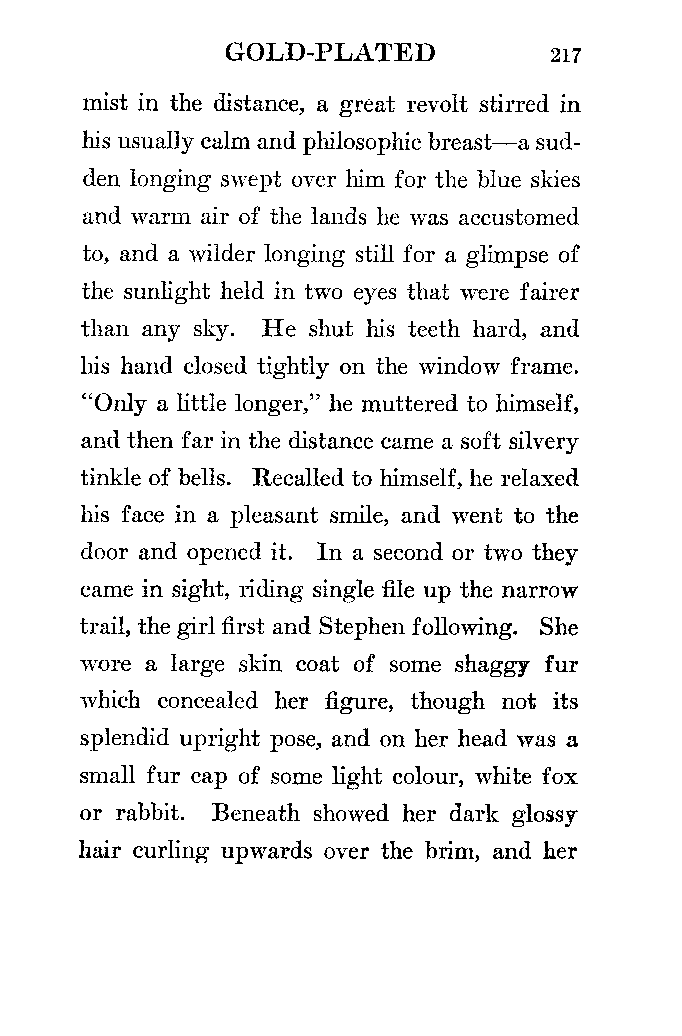 GOLD-PLATED 217
mist in the distance, a great revolt stirred in
his usually calm and philosophic breast—a sud-
den longing swept over him for the blue skies
and warm air of the lands he was accustomed
to, and a wilder longing still for a glimpse of
the sunlight held in two eyes that were fairer
than any sky. He shut his teeth hard, and
his hand closed tightly on the window frame.
“Only a little longer,” he muttered to himself,
and then far in the distance came a soft silvery
tinkle of bells. Recalled to himself, he relaxed
his face in a pleasant smile, and went to the
door and opened it. In a second or two they
came in sight, riding single file up the narrow
trail, the girl first and Stephen following. She
wore a large skin coat of some shaggy fur
which concealed her figure, though not its
splendid upright pose, and on her head was a
small fur cap of some light colour, white fox
or rabbit. Beneath showed her dark glossy
hair curling upwards over the brim, and her